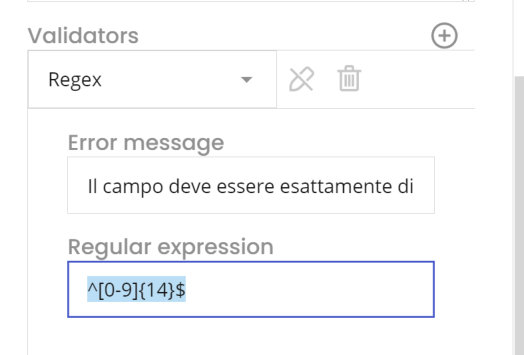 Validators
Regex
Error message
Il campo deve essere esattamente di
Regular expression
^[0-9]{14}$